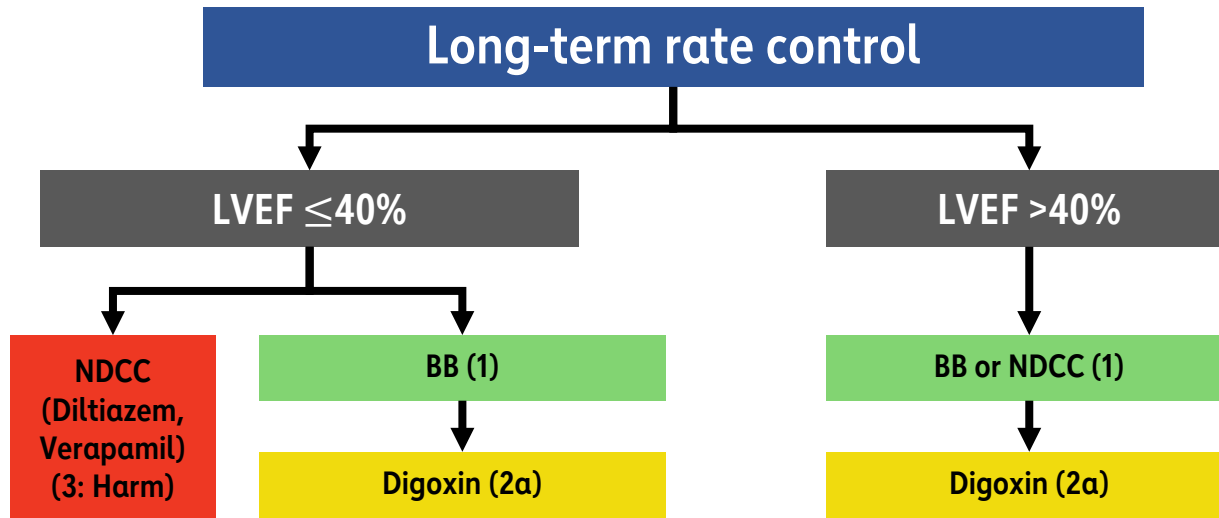 Long-term rate control
LVEF ≤40%
LVEF >40%
NDCC
(Diltiazem,
Verapamil)
(3: Harm)
BB (1)
BB or NDCC (1)
Digoxin (2a)
Digoxin (2a)